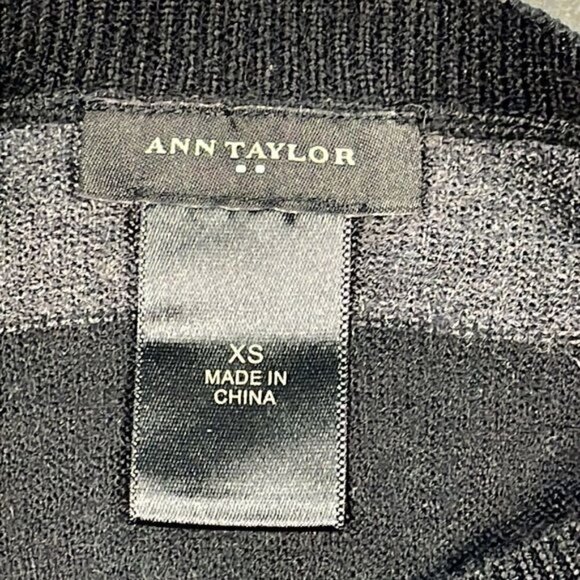 ANN TAYLOR
XS
MADE IN
CHINA